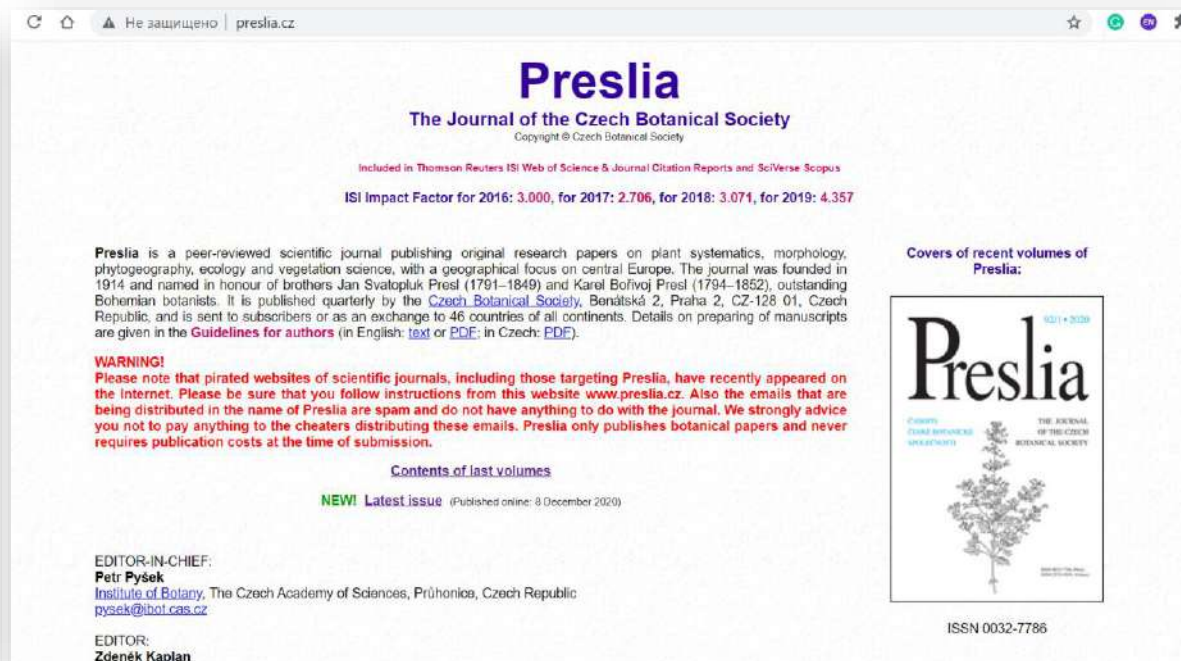 Не защищено | preslia.cz
Preslia
The Journal of the Czech Botanical Society
Copyright © Czech Botanical Society
Included in Thomson Reuters ISI Web of Science & Journal Citation Reports and SciVerse Scopus
ISI Impact Factor for 2016: 3.000, for 2017: 2.706, for 2018: 3.071, for 2019: 4.357
Preslia is a peer-reviewed scientific journal publishing original research papers on plant systematics, morphology,
phytogeography, ecology and vegetation science, with a geographical focus on central Europe. The journal was founded in
1914 and named in honour of brothers Jan Svatopluk Presl (1791–1849) and Karel Bořivoj Presl (1794–1852), outstanding
Bohemian botanists. It is published quarterly by the Czech Botanical Society, Benátská 2, Praha 2, CZ-128 01, Czech
Republic, and is sent to subscribers or as an exchange to 46 countries of all continents. Details on preparing of manuscripts
are given in the Guidelines for authors (in English: text or PDF; in Czech: PDF).
WARNING!
Please note that pirated websites of scientific journals, including those targeting Preslia, have recently appeared on
the Internet. Please be sure that you follow instructions from this website www.preslia.cz. Also the emails that are
being distributed in the name of Preslia are spam and do not have anything to do with the journal. We strongly advice
you not to pay anything to the cheaters distributing these emails. Preslia only publishes botanical papers and never
requires publication costs at the time of submission.
Contents of last volumes
NEW! Latest issue (Published online: 8 December 2020)
EDITOR-IN-CHIEF:
Petr Pyšek
Institute of Botany, The Czech Academy of Sciences, Průhonice, Czech Republic
pysek@ibot.cas.cz
EDITOR:
Zdeněk Kaplan
Covers of recent volumes of
Preslia:
92/1 • 2020
Preslia
ČASOPIS
ČESKÉ BOTANICKÉ
SPOLEČNOSTI
THE JOURNAL
OF THE CZECH
BOTANICAL SOCIETY
ISSN 0032-7786